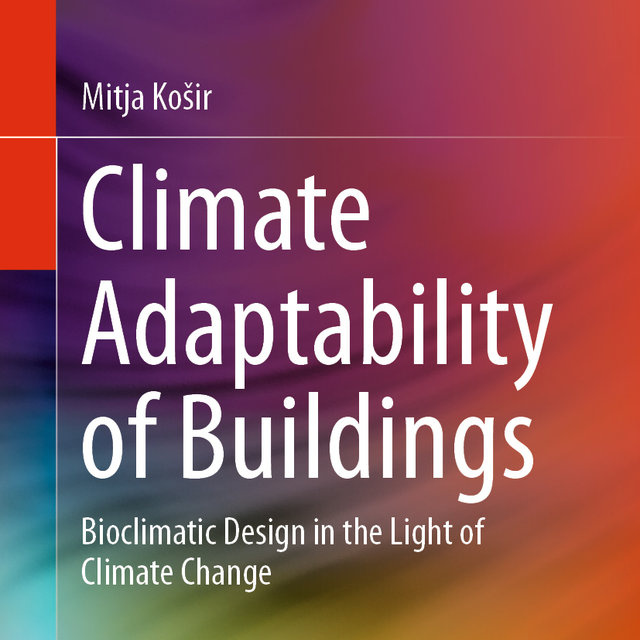 Mitja Košir
Climate
Adaptability
of Buildings
Bioclimatic Design in the Light of
Climate Change